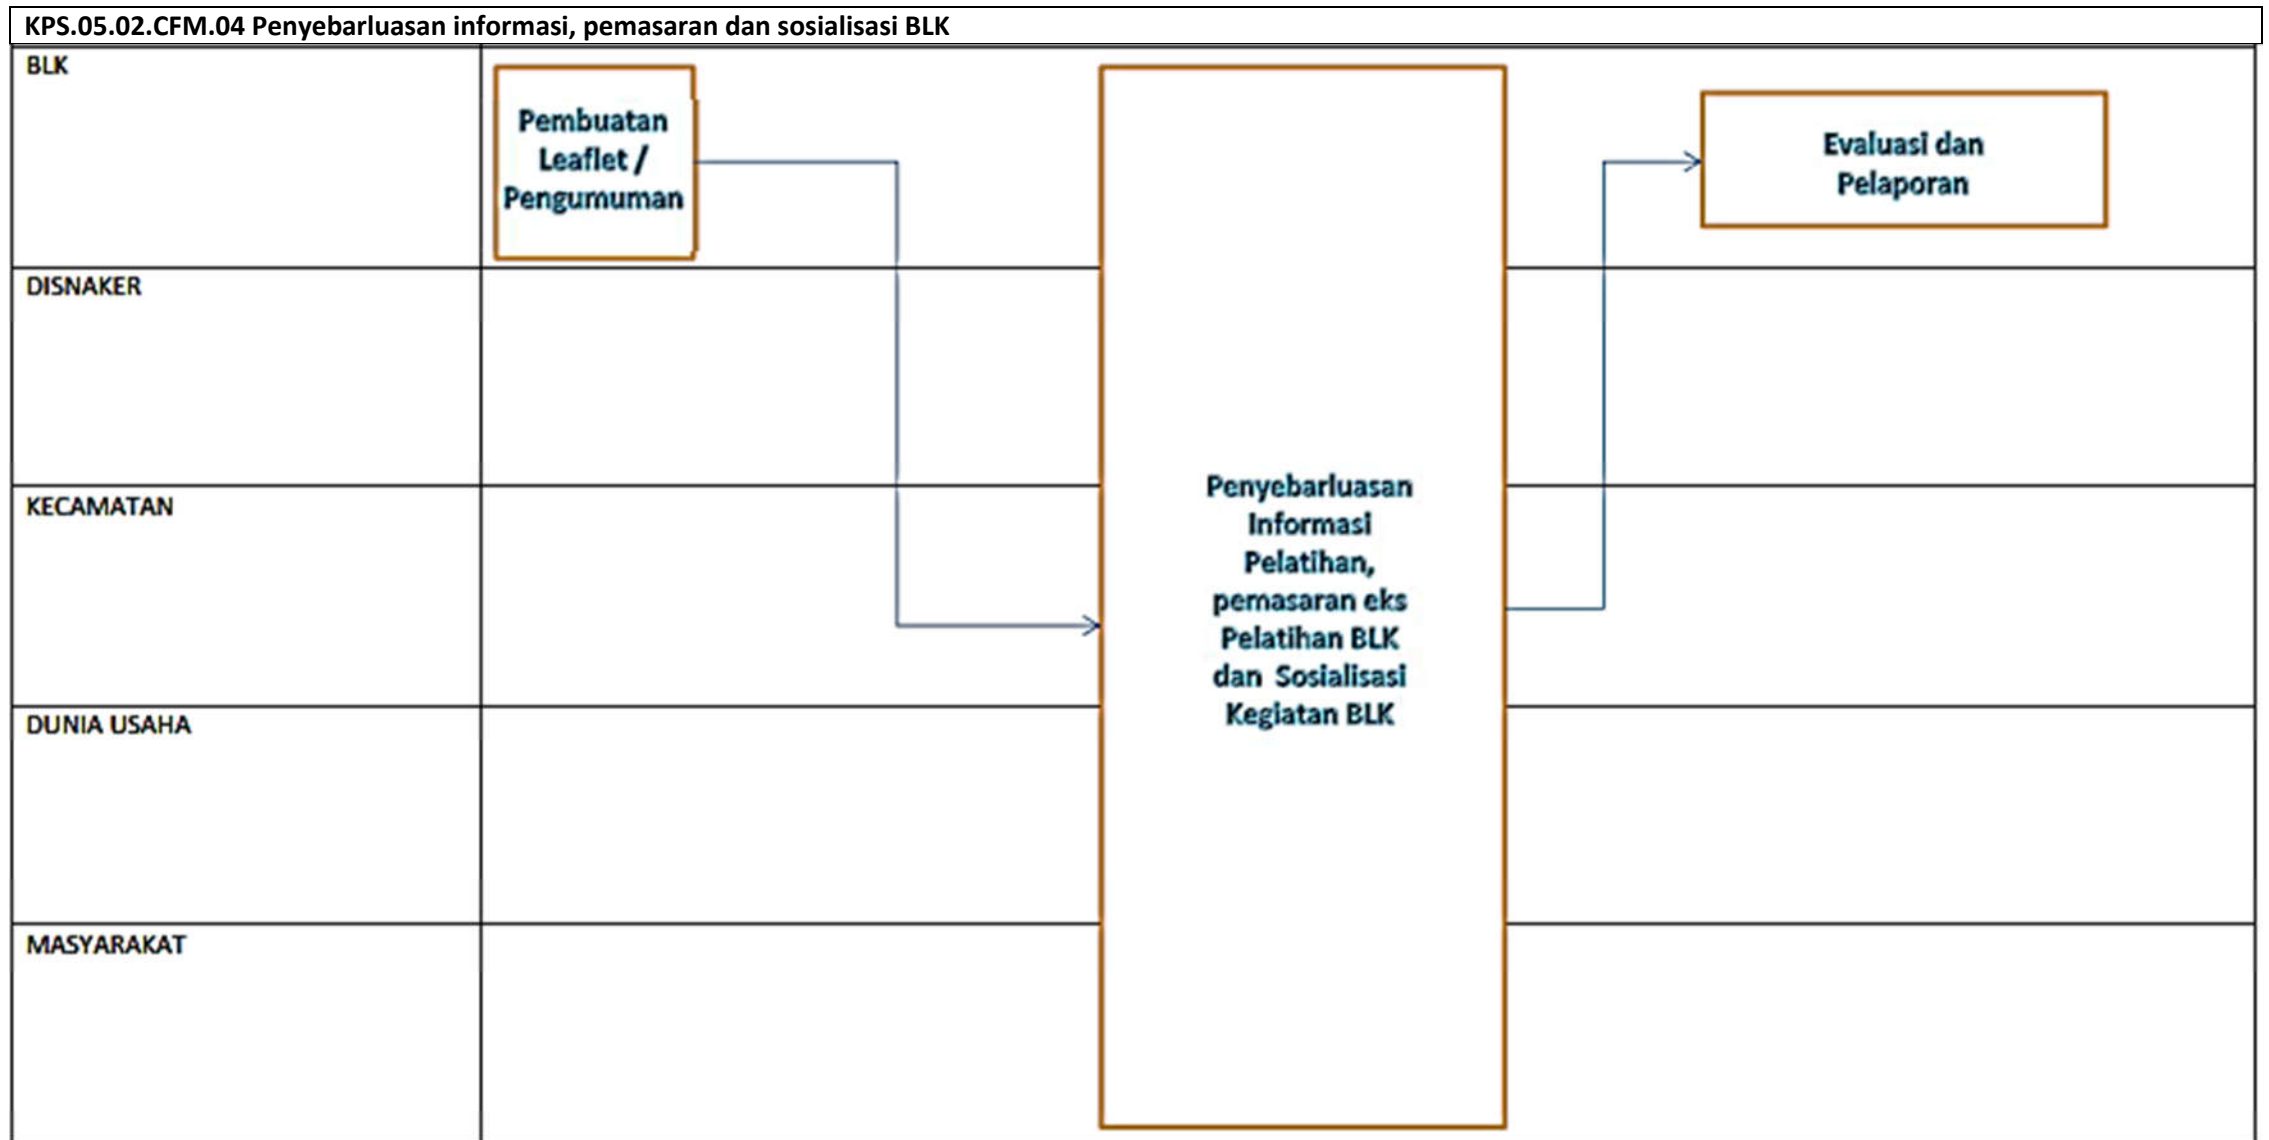 KPS.05.02.CFM.04 Penyebarluasan informasi, pemasaran dan sosialisasi BLK
BLK
Pembuatan
Leaflet /
Pengumuman
Evaluasi dan
Pelaporan
DISNAKER
KECAMATAN
Penyebarluasan
Informasi
Pelatihan,
pemasaran eks
Pelatihan BLK
dan Sosialisasi
Kegiatan BLK
DUNIA USAHA
MASYARAKAT